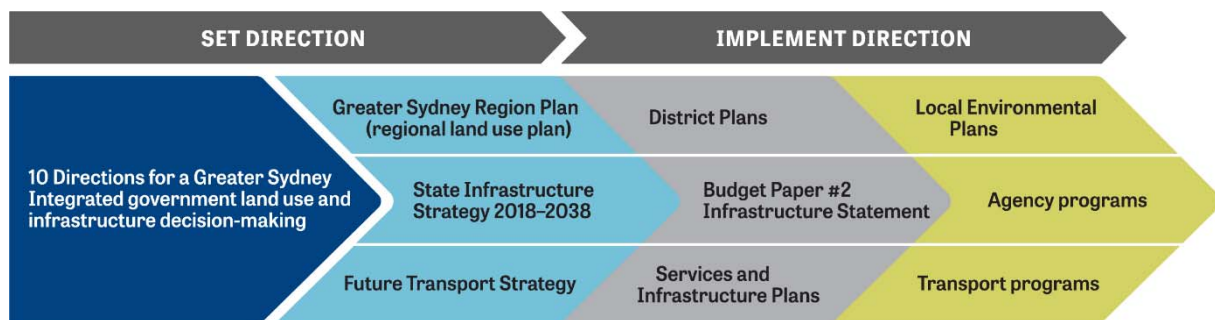 SET DIRECTION
IMPLEMENT DIRECTION
10 Directions for a Greater Sydney
Integrated government land use and
infrastructure decision-making
Greater Sydney Region Plan
(regional land use plan)
District Plans
Local Environmental
Plans
State Infrastructure
Strategy 2018–2038
Budget Paper #2
Infrastructure Statement
Agency programs
Future Transport Strategy
Services and
Infrastructure Plans
Transport programs